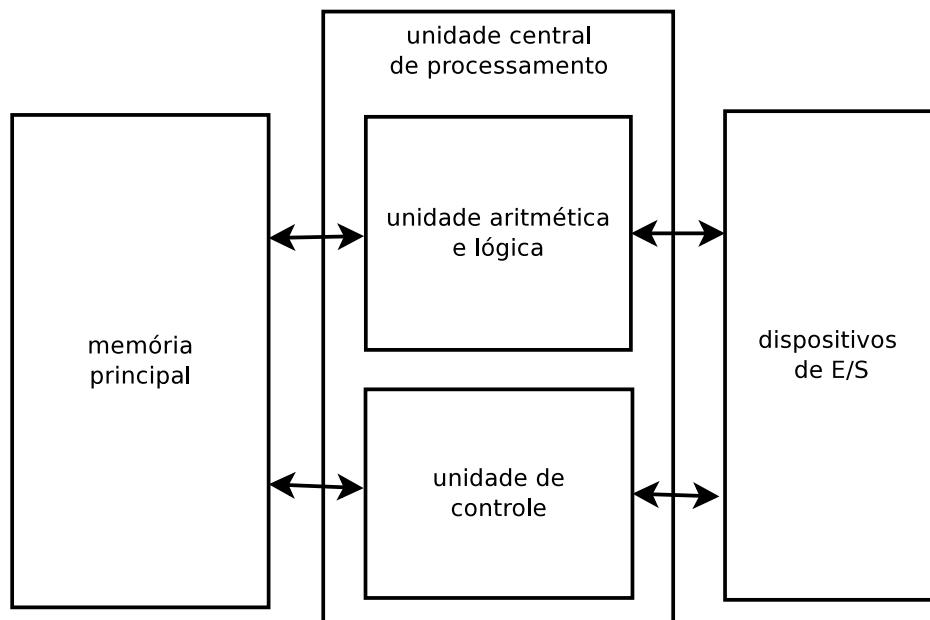 unidade central
de processamento
unidade aritmética
e lógica
memória
principal
dispositivos
de E/S
unidade de
controle